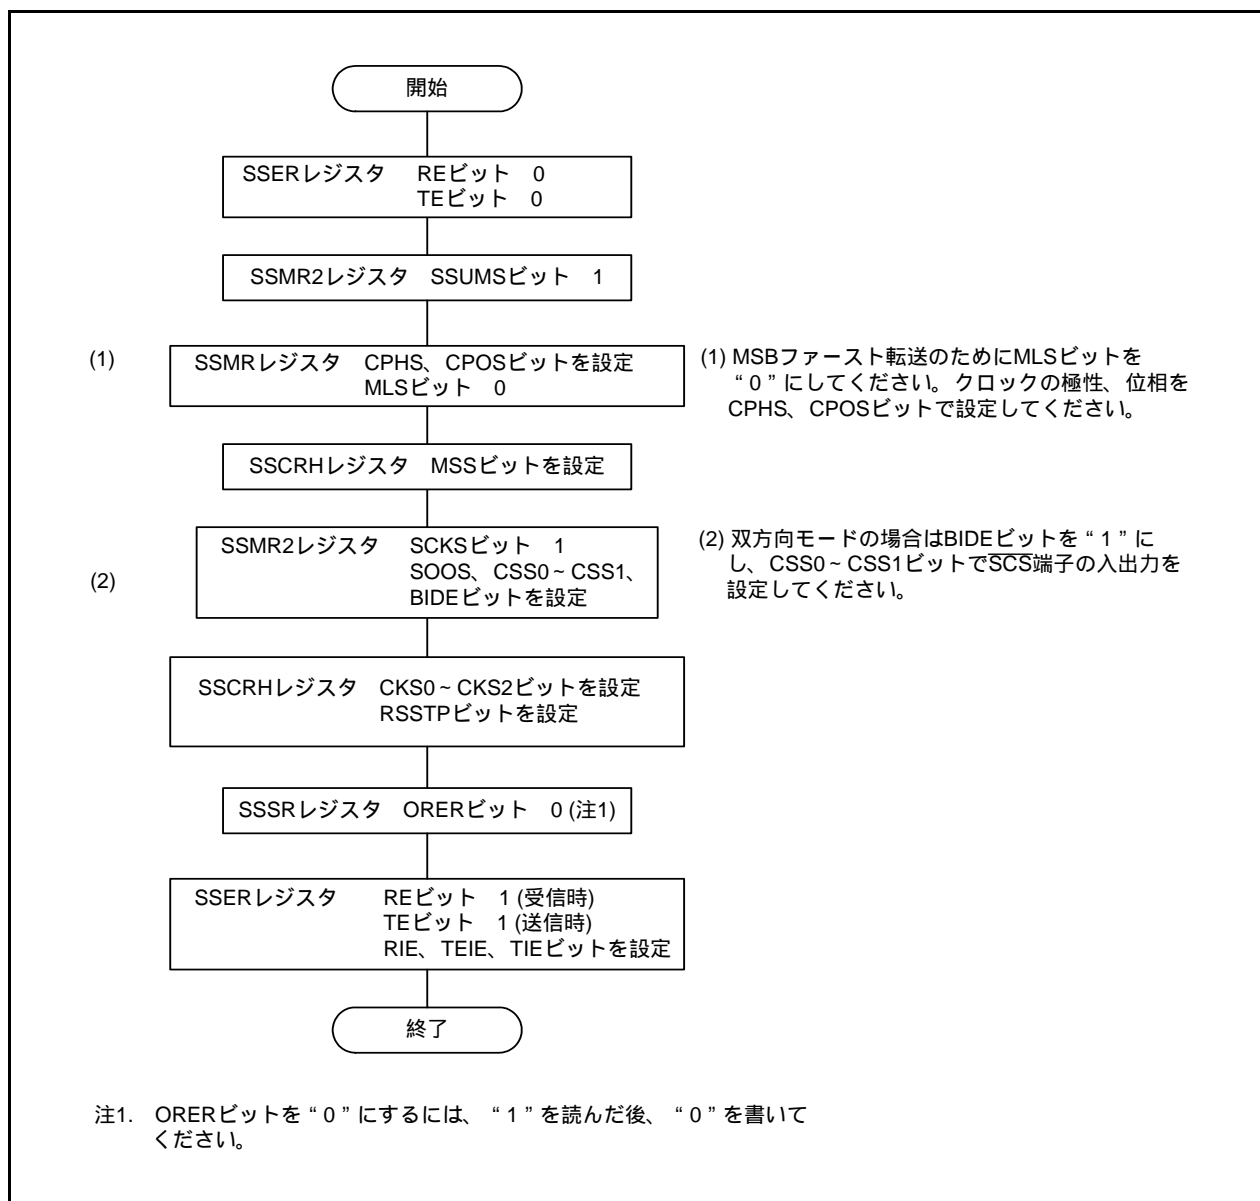 開始
SSERレジスタ REビット 0
TEビット 0
SSMR2レジスタ SSUMSビット 1
(1)
SSMRレジスタ CPHS、CPOSビットを設定
MLSビット 0
(1) MSBファースト転送のためにMLSビットを
“0”にしてください。クロックの極性、位相を
CPHS、CPOSビットで設定してください。
SSCRHレジスタ MSSビットを設定
(2)
SSMR2レジスタ SCKSビット 1
SOOS、CSS0~CSS1、
BIDEビットを設定
(2) 双方向モードの場合はBIDEビットを“1”に
し、CSS0~CSS1ビットでSCS端子の入出力を
設定してください。
SSCRHレジスタ CKS0~CKS2ビットを設定
RSSTPビットを設定
SSSRレジスタ ORERビット 0 (注1)
SSERレジスタ REビット 1 (受信時)
TEビット 1 (送信時)
RIE、TEIE、TIEビットを設定
終了
注1. ORERビットを“0”にするには、“1”を読んだ後、“0”を書いて
ください。